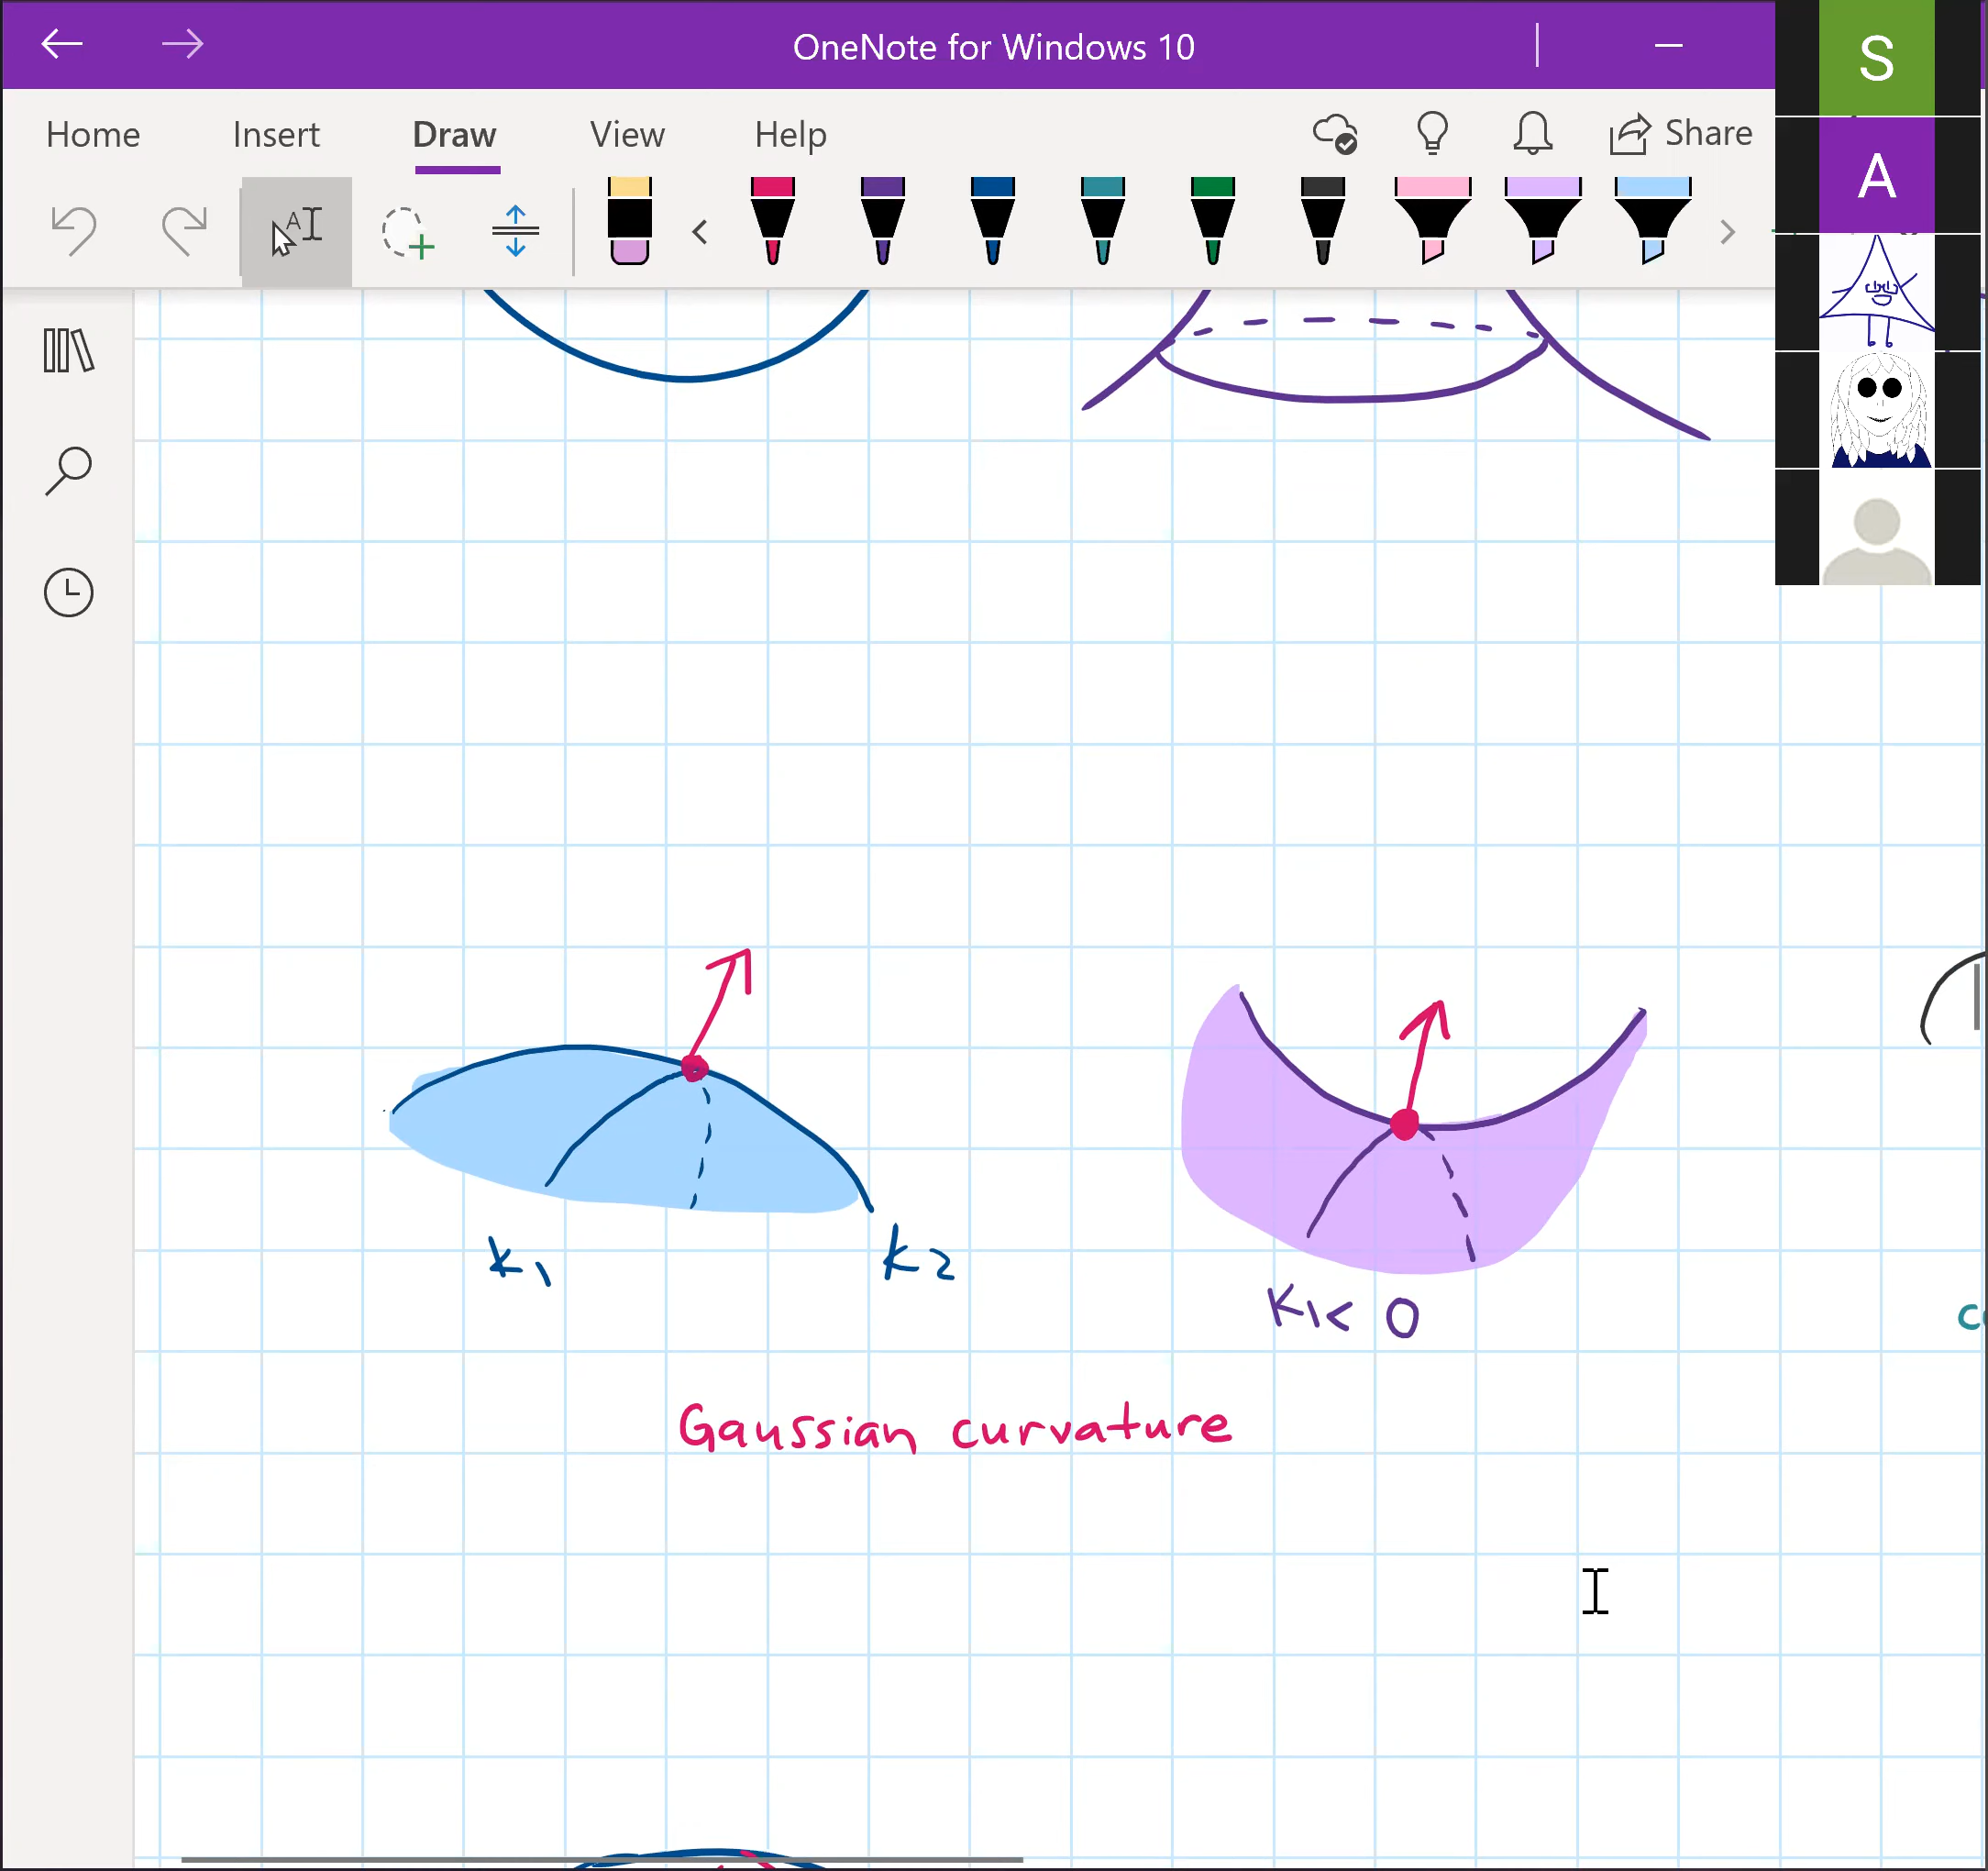 OneNote for Windows 10
S
Home Insert Draw View Help Share
A
k1 k2
K1< 0
Gaussian curvature